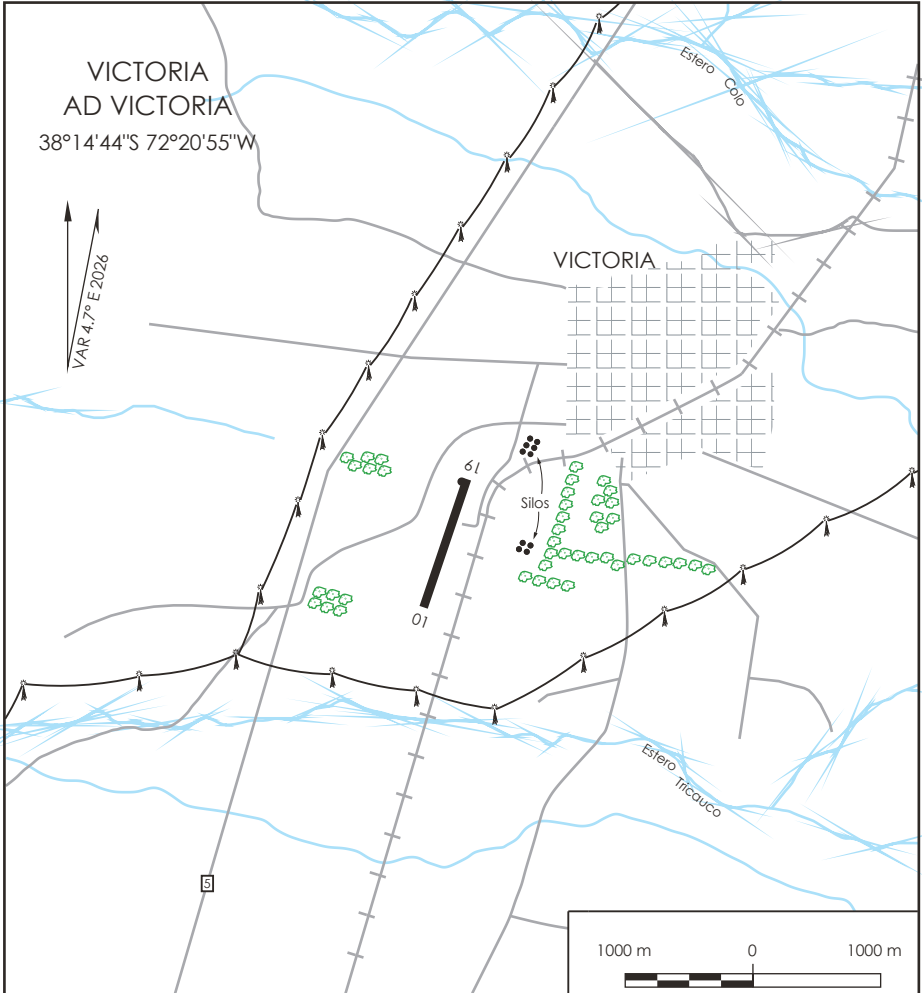 VICTORIA
AD VICTORIA
38°14'44"S 72°20'55"W
VAR 4.7° E 2026
Estero Colo
VICTORIA
19
Silos
01
Estero
Tricauco
5
1000 m 0 1000 m